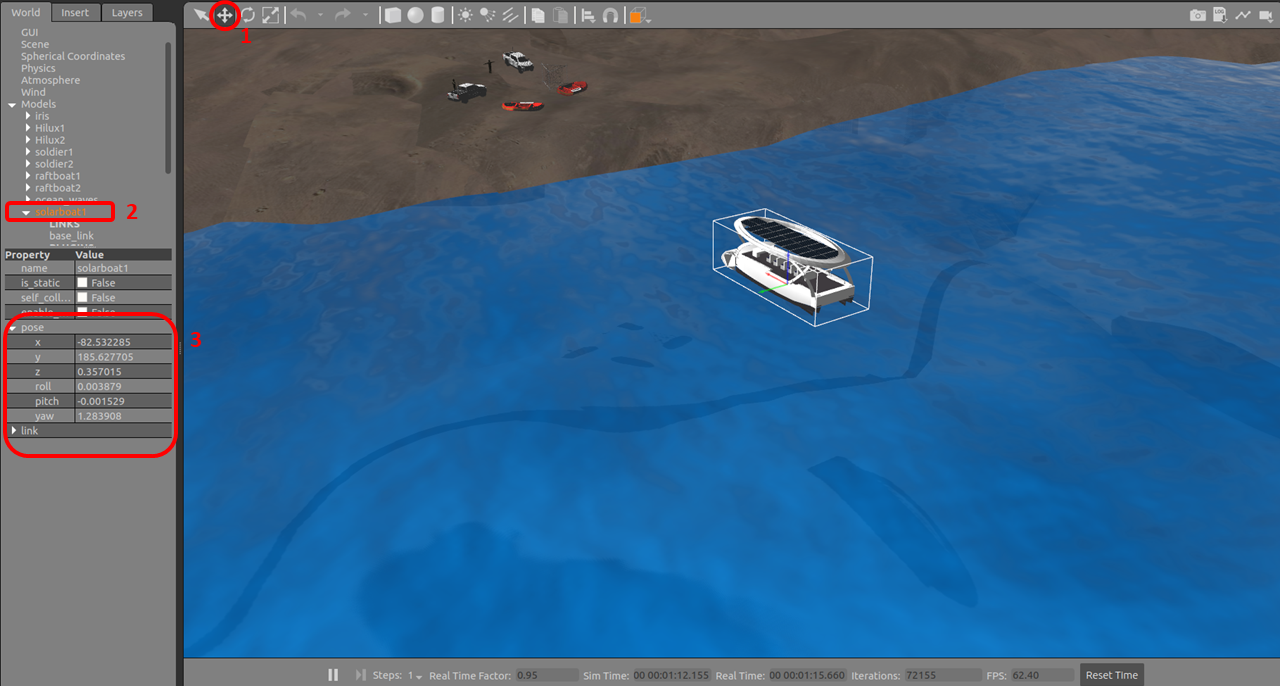 World Insert Layers
1
GUI
Scene
Spherical Coordinates
Physics
Atmosphere
Wind
Models
iris
Hilux1
Hilux2
soldier1
soldier2
raftboat1
raftboat2
ocean_waves
solarboat1 2
LINKS
base_link
Property Value
name solarboat1
is_static False
self_coll... False
enable_... False
pose 3
x -82.532285
y 185.627705
z 0.357015
roll 0.003879
pitch -0.001529
yaw 1.283908
link
Steps: 1 Real Time Factor: 0.95 Sim Time: 00 00:01:12.155 Real Time: 00 00:01:15.660 Iterations: 72155 FPS: 62.40 Reset Time